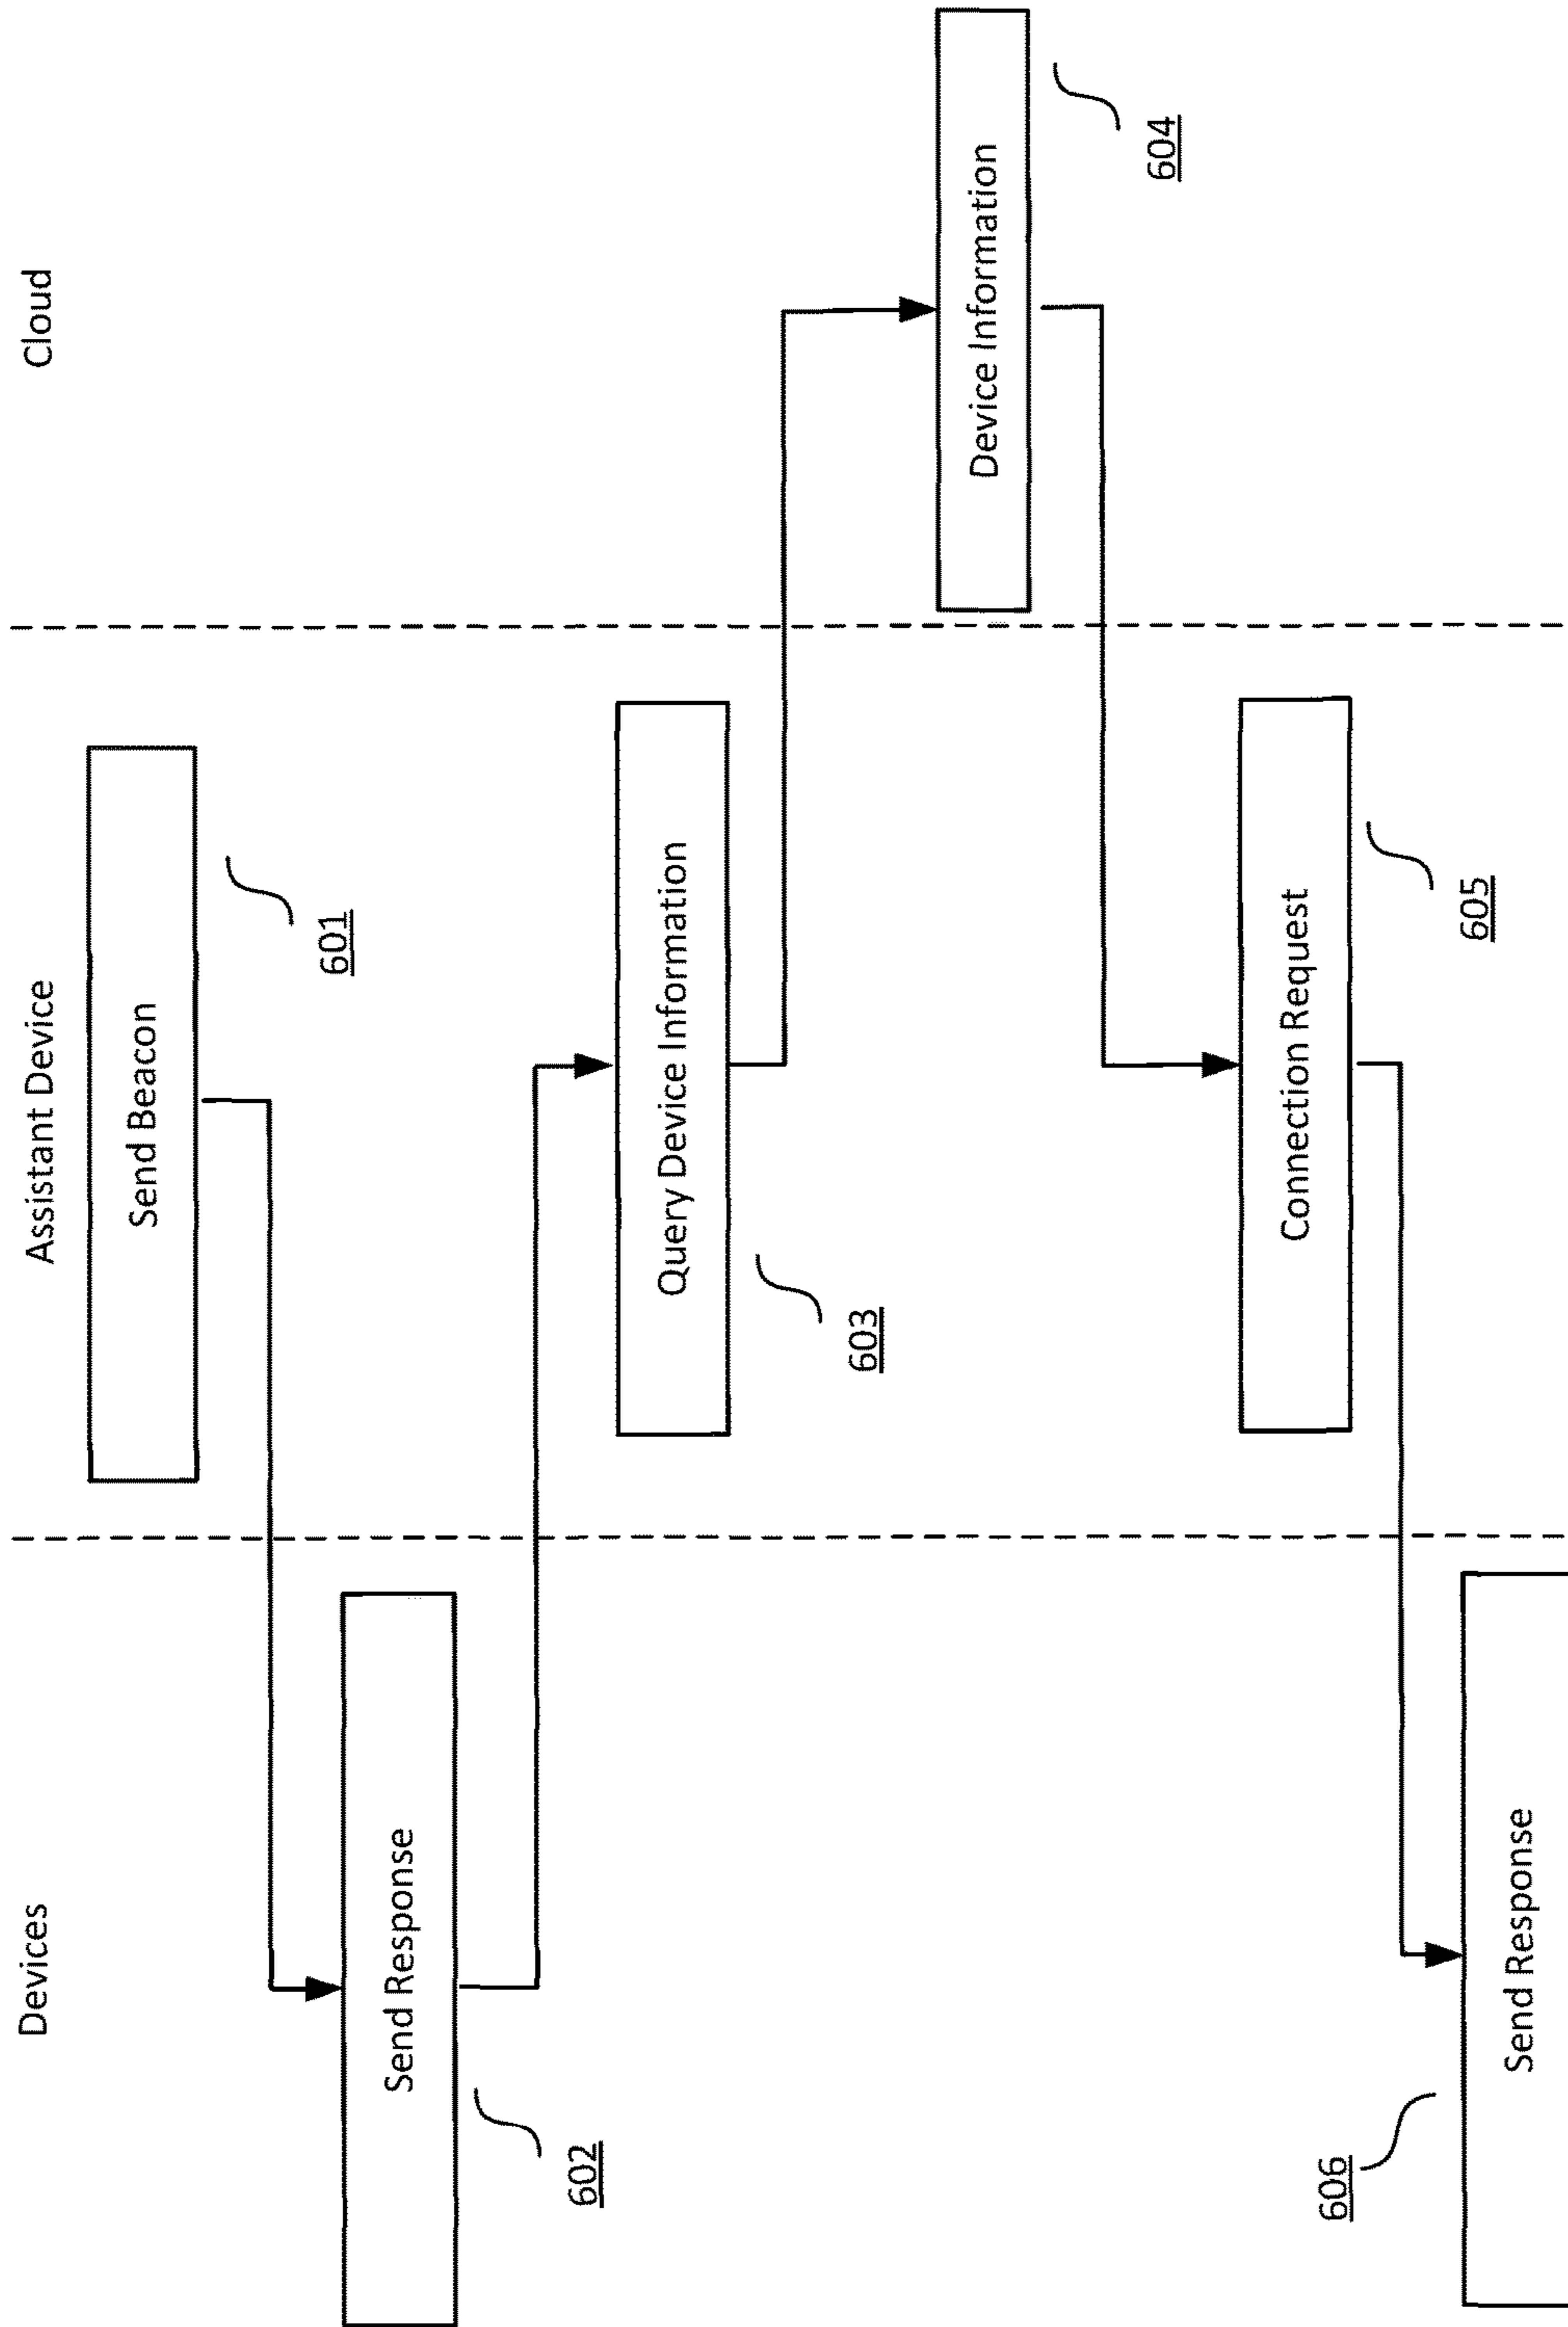 Devices
Assistant Device
Cloud
Send Beacon
601
Send Response
602
Query Device Information
603
Device Information
604
Connection Request
605
606
Send Response